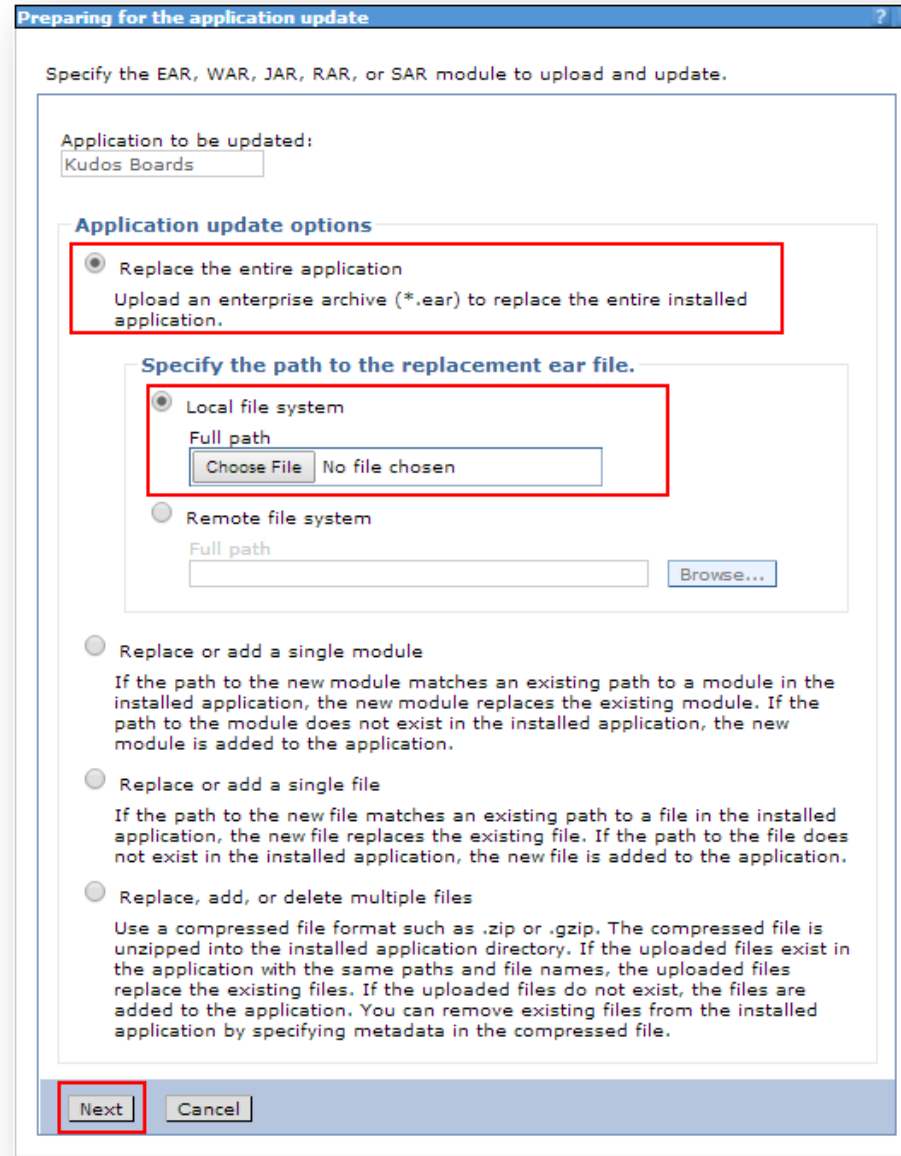 Preparing for the application update
?
Specify the EAR, WAR, JAR, RAR, or SAR module to upload and update.
Application to be updated:
Kudos Boards
Application update options
Replace the entire application
Upload an enterprise archive (*.ear) to replace the entire installed
application.
Specify the path to the replacement ear file.
Local file system
Full path
Choose File No file chosen
Remote file system
Full path
Browse...
Replace or add a single module
If the path to the new module matches an existing path to a module in the
installed application, the new module replaces the existing module. If the
path to the module does not exist in the installed application, the new
module is added to the application.
Replace or add a single file
If the path to the new file matches an existing path to a file in the installed
application, the new file replaces the existing file. If the path to the file does
not exist in the installed application, the new file is added to the application.
Replace, add, or delete multiple files
Use a compressed file format such as .zip or .gzip. The compressed file is
unzipped into the installed application directory. If the uploaded files exist in
the application with the same paths and file names, the uploaded files
replace the existing files. If the uploaded files do not exist, the files are
added to the application. You can remove existing files from the installed
application by specifying metadata in the compressed file.
Next Cancel